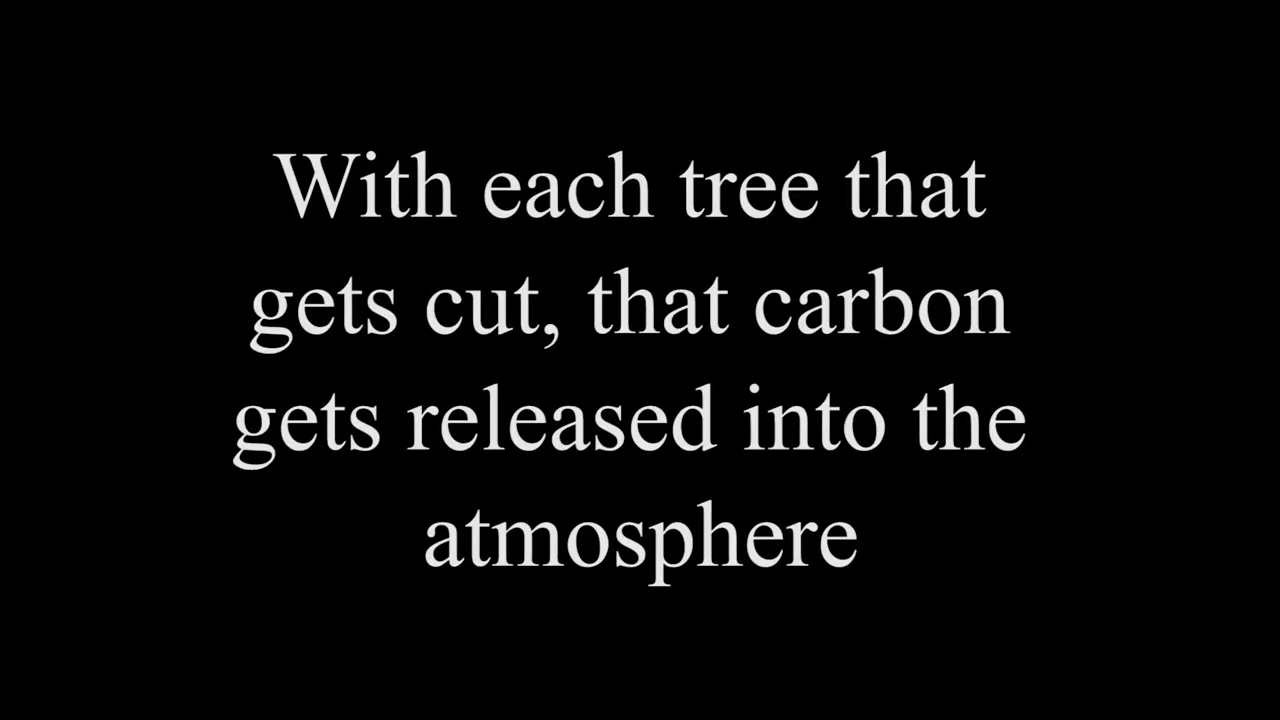 With each tree that
gets cut, that carbon
gets released into the
atmosphere